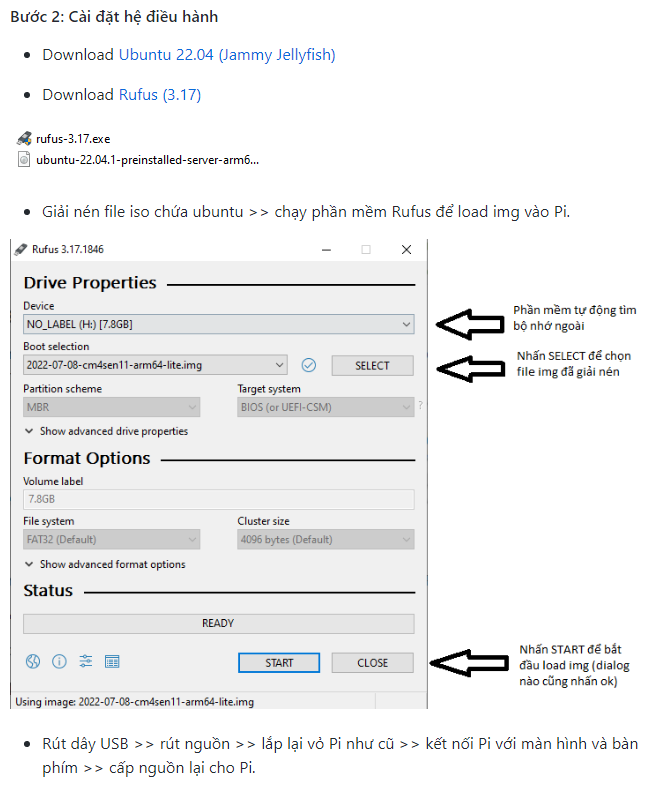 Bước 2: Cài đặt hệ điều hành
Download Ubuntu 22.04 (Jammy Jellyfish)
Download Rufus (3.17)
rufus-3.17.exe
ubuntu-22.04.1-preinstalled-server-arm6...
Giải nén file iso chứa ubuntu >> chạy phần mềm Rufus để load img vào Pi.
Rufus 3.17.1846
Drive Properties
Device
NO_LABEL (H:) [7.8GB]
Phần mềm tự động tìm
bộ nhớ ngoài
Boot selection
2022-07-08-cm4sen11-arm64-lite.img
SELECT
Nhấn SELECT để chọn
file img đã giải nén
Partition scheme
Target system
MBR
BIOS (or UEFI-CSM)
?
Show advanced drive properties
Format Options
Volume label
7.8GB
File system
Cluster size
FAT32 (Default)
4096 bytes (Default)
Show advanced format options
Status
READY
START
CLOSE
Nhấn START để bắt
đầu load img (dialog
nào cũng nhấn ok)
Using image: 2022-07-08-cm4sen11-arm64-lite.img
Rút dây USB >> rút nguồn >> lắp lại vỏ Pi như cũ >> kết nối Pi với màn hình và bàn
phím >> cấp nguồn lại cho Pi.